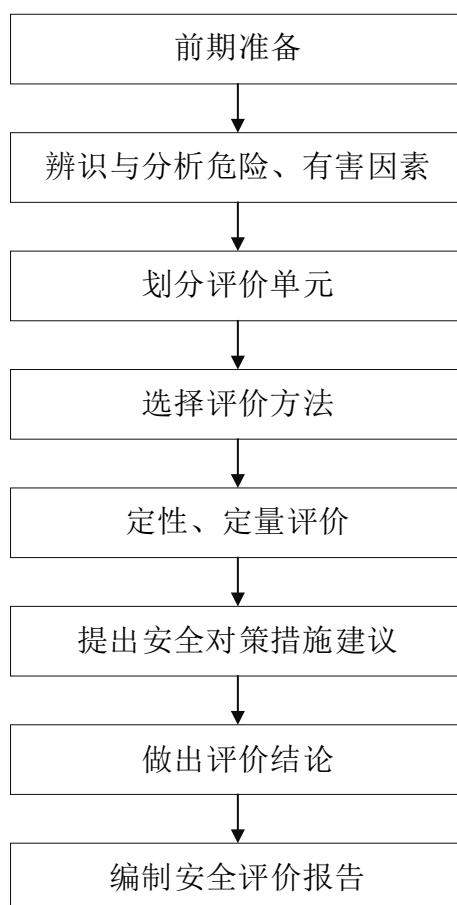 前期准备
辨识与分析危险、有害因素
划分评价单元
选择评价方法
定性、定量评价
提出安全对策措施建议
做出评价结论
编制安全评价报告